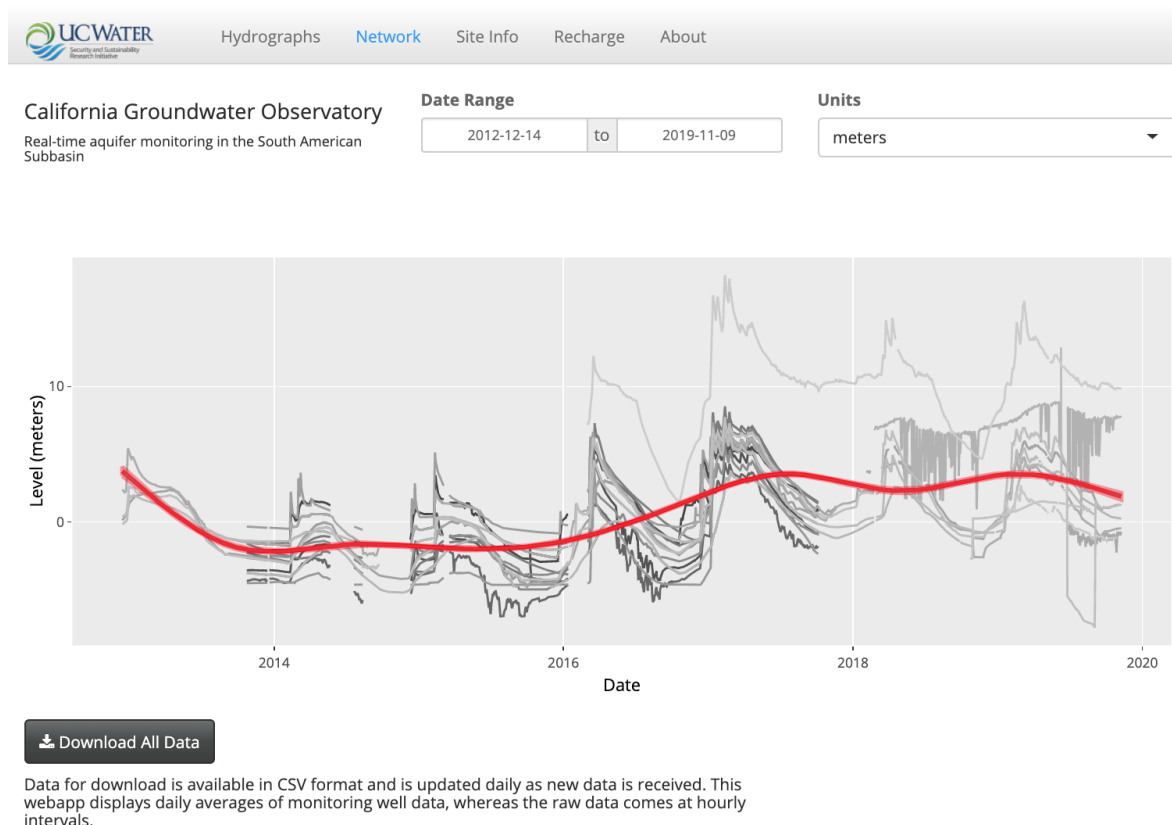 UC WATER
Security and Sustainability
Research Initiative
Hydrographs Network Site Info Recharge About
California Groundwater Observatory
Real-time aquifer monitoring in the South American
Subbasin
Date Range
2012-12-14 to 2019-11-09
Units
meters
Level (meters)
10
0
2014 2016 2018 2020
Date
Download All Data
Data for download is available in CSV format and is updated daily as new data is received. This
webapp displays daily averages of monitoring well data, whereas the raw data comes at hourly
intervals.